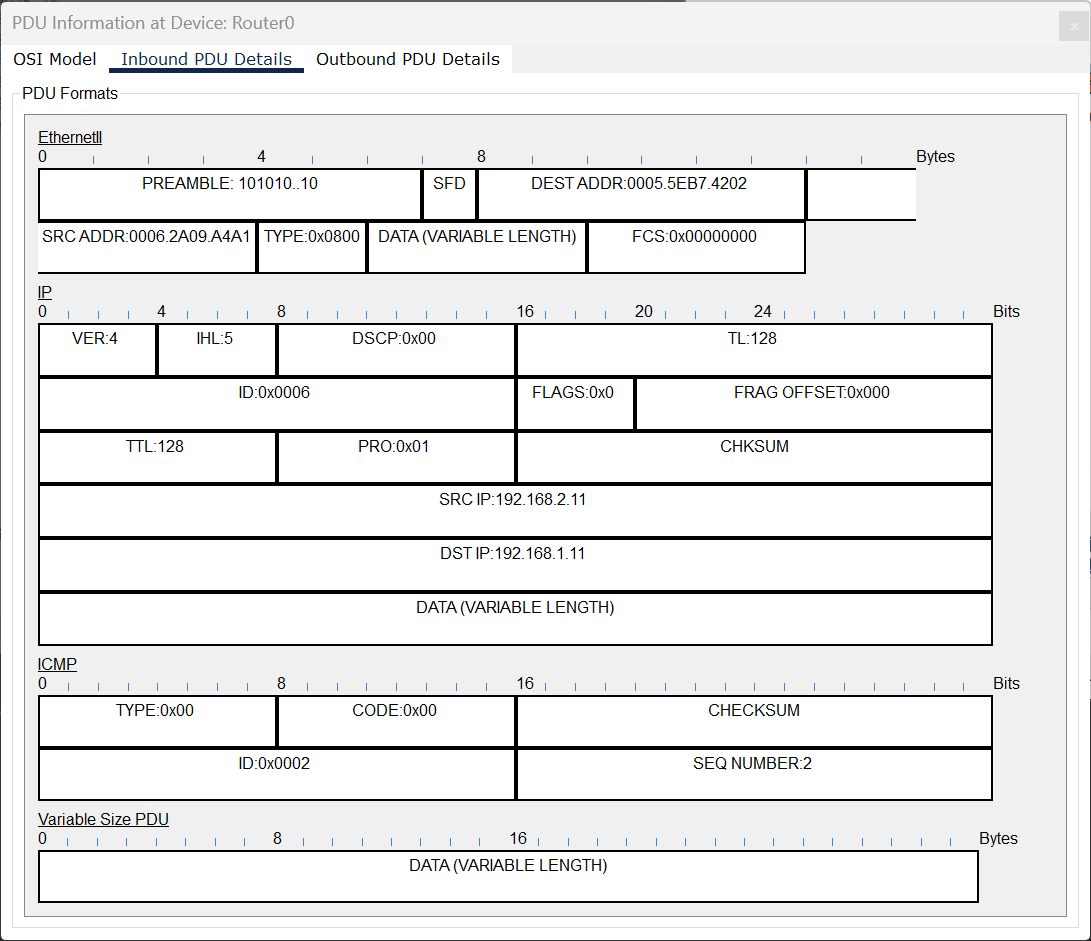 PDU Information at Device: Router0
OSI Model Inbound PDU Details Outbound PDU Details
PDU Formats
EthernetII
0 4 8 Bytes
PREAMBLE: 101010..10 SFD DEST ADDR:0005.5EB7.4202
SRC ADDR:0006.2A09.A4A1 TYPE:0x0800 DATA (VARIABLE LENGTH) FCS:0x00000000
IP
0 4 8 16 20 24 Bits
VER:4 IHL:5 DSCP:0x00 TL:128
ID:0x0006 FLAGS:0x0 FRAG OFFSET:0x000
TTL:128 PRO:0x01 CHKSUM
SRC IP:192.168.2.11
DST IP:192.168.1.11
DATA (VARIABLE LENGTH)
ICMP
0 8 16 Bits
TYPE:0x00 CODE:0x00 CHECKSUM
ID:0x0002 SEQ NUMBER:2
Variable Size PDU
0 8 16 Bytes
DATA (VARIABLE LENGTH)